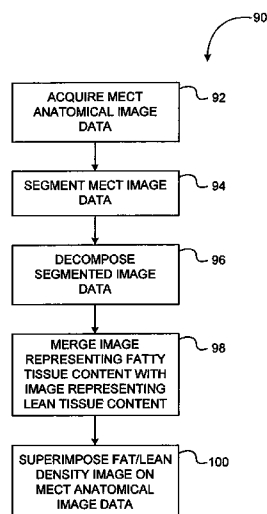 90
ACQUIRE MECT
ANATOMICAL IMAGE
DATA
92
SEGMENT MECT IMAGE
DATA
94
DECOMPOSE
SEGMENTED IMAGE
DATA
96
MERGE IMAGE
REPRESENTING FATTY
TISSUE CONTENT WITH
IMAGE REPRESENTING
LEAN TISSUE CONTENT
98
SUPERIMPOSE FAT/LEAN
DENSITY IMAGE ON
MECT ANATOMICAL
IMAGE DATA
100